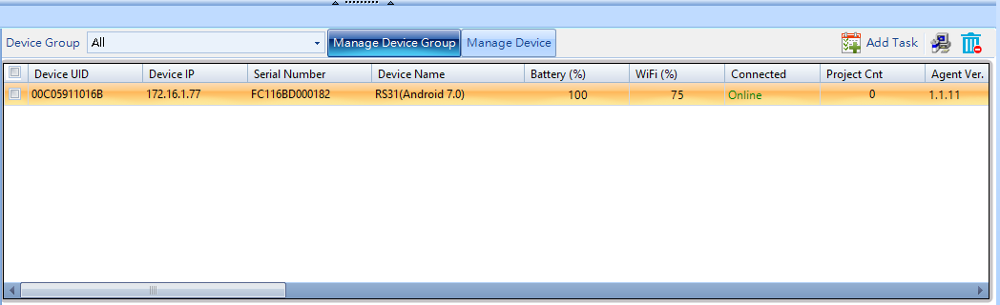 Device Group All Manage Device Group Manage Device Add Task
Device UID Device IP Serial Number Device Name Battery (%) WiFi (%) Connected Project Cnt Agent Ver.
00C05911016B 172.16.1.77 FC116BD000182 RS31(Android 7.0) 100 75 Online 0 1.1.11